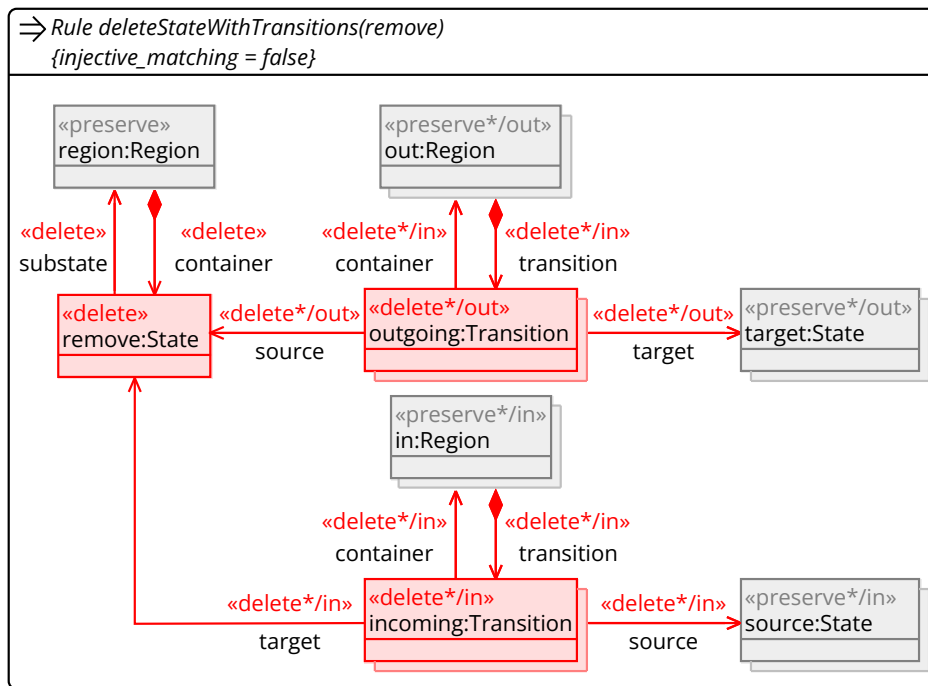 Rule deleteStateWithTransitions(remove)
{injective_matching = false}
«preserve»
region:Region
«preserve*/out»
out:Region
«delete»
substate
«delete»
container
«delete*/in»
container
«delete*/in»
transition
«delete»
remove:State
«delete*/out»
source
«delete*/out»
outgoing:Transition
«delete*/out»
target
«preserve*/out»
target:State
«preserve*/in»
in:Region
«delete*/in»
container
«delete*/in»
transition
«delete*/in»
target
«delete*/in»
incoming:Transition
«delete*/in»
source
«preserve*/in»
source:State